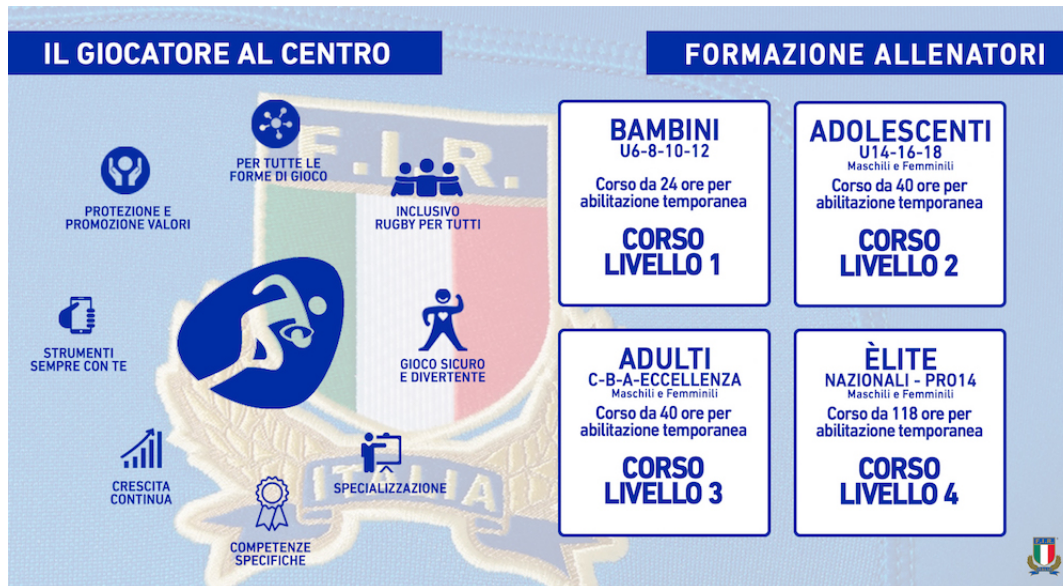 IL GIOCATORE AL CENTRO
FORMAZIONE ALLENATORI
F.I.R.
PER TUTTE LE
FORME DI GIOCO
PROTEZIONE E
PROMOZIONE VALORI
INCLUSIVO
RUGBY PER TUTTI
STRUMENTI
SEMPRE CON TE
GIOCO SICURO
E DIVERTENTE
CRESCITA
CONTINUA
SPECIALIZZAZIONE
ITALIA
COMPETENZE
SPECIFICHE
BAMBINI
U6-8-10-12
Corso da 24 ore per
abilitazione temporanea
CORSO
LIVELLO 1
ADOLESCENTI
U14-16-18
Maschili e Femminili
Corso da 40 ore per
abilitazione temporanea
CORSO
LIVELLO 2
ADULTI
C-B-A-ECCELLENZA
Maschili e Femminili
Corso da 40 ore per
abilitazione temporanea
CORSO
LIVELLO 3
ÈLITE
NAZIONALI - PRO14
Maschili e Femminili
Corso da 118 ore per
abilitazione temporanea
CORSO
LIVELLO 4